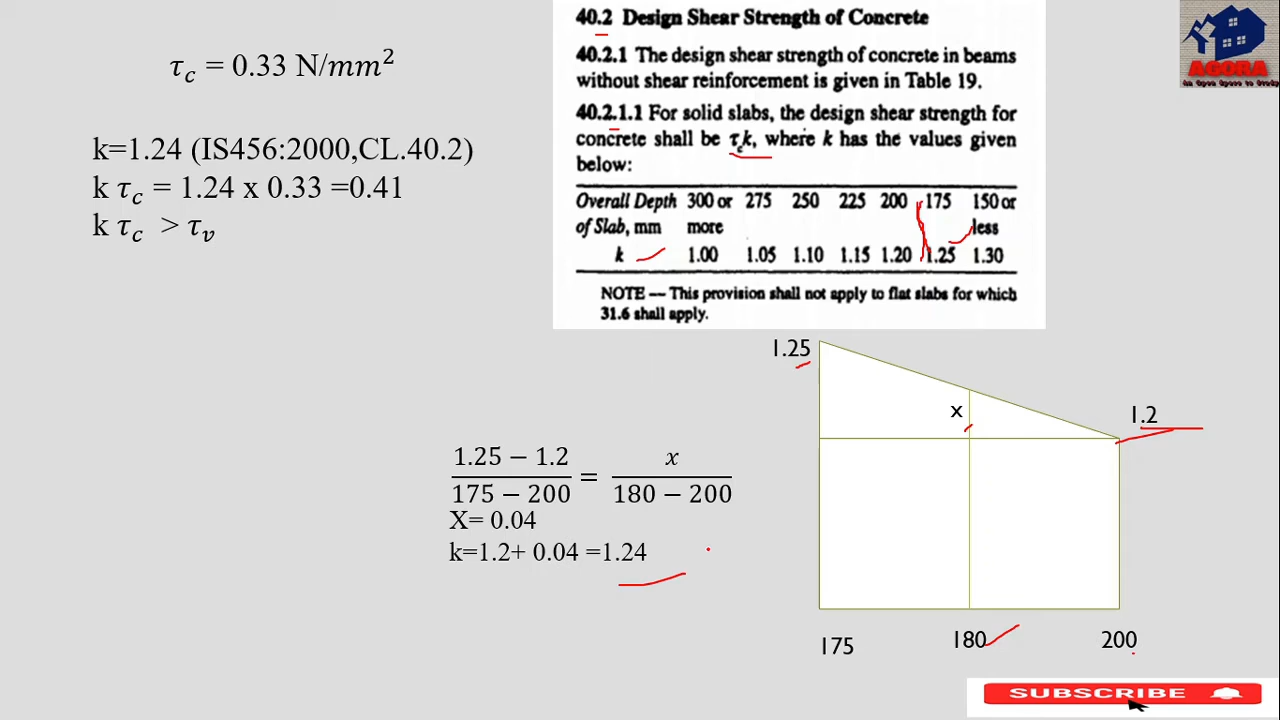 τc = 0.33 N/mm²
k=1.24 (IS456:2000,CL.40.2)
k τc = 1.24 x 0.33 =0.41
k τc > τv
40.2 Design Shear Strength of Concrete
40.2.1 The design shear strength of concrete in beams
without shear reinforcement is given in Table 19.
40.2.1.1 For solid slabs, the design shear strength for
concrete shall be τck, where k has the values given
below:
Overall Depth 300 or 275 250 225 200 175 150 or
of Slab, mm more less
k 1.00 1.05 1.10 1.15 1.20 1.25 1.30
NOTE — This provision shall not apply to flat slabs for which
31.6 shall apply.
AGORA
An Open Space to Study
1.25
x
1.2
1.25 − 1.2 / 175 − 200 = x / 180 − 200
X= 0.04
k=1.2+ 0.04 =1.24
175 180 200
SUBSCRIBE